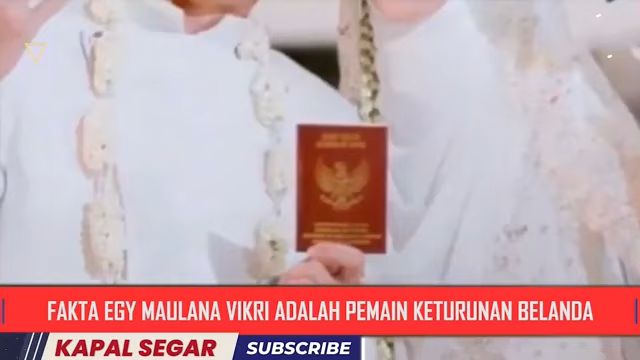 FAKTA EGY MAULANA VIKRI ADALAH PEMAIN KETURUNAN BELANDA
KAPAL SEGAR
SUBSCRIBE